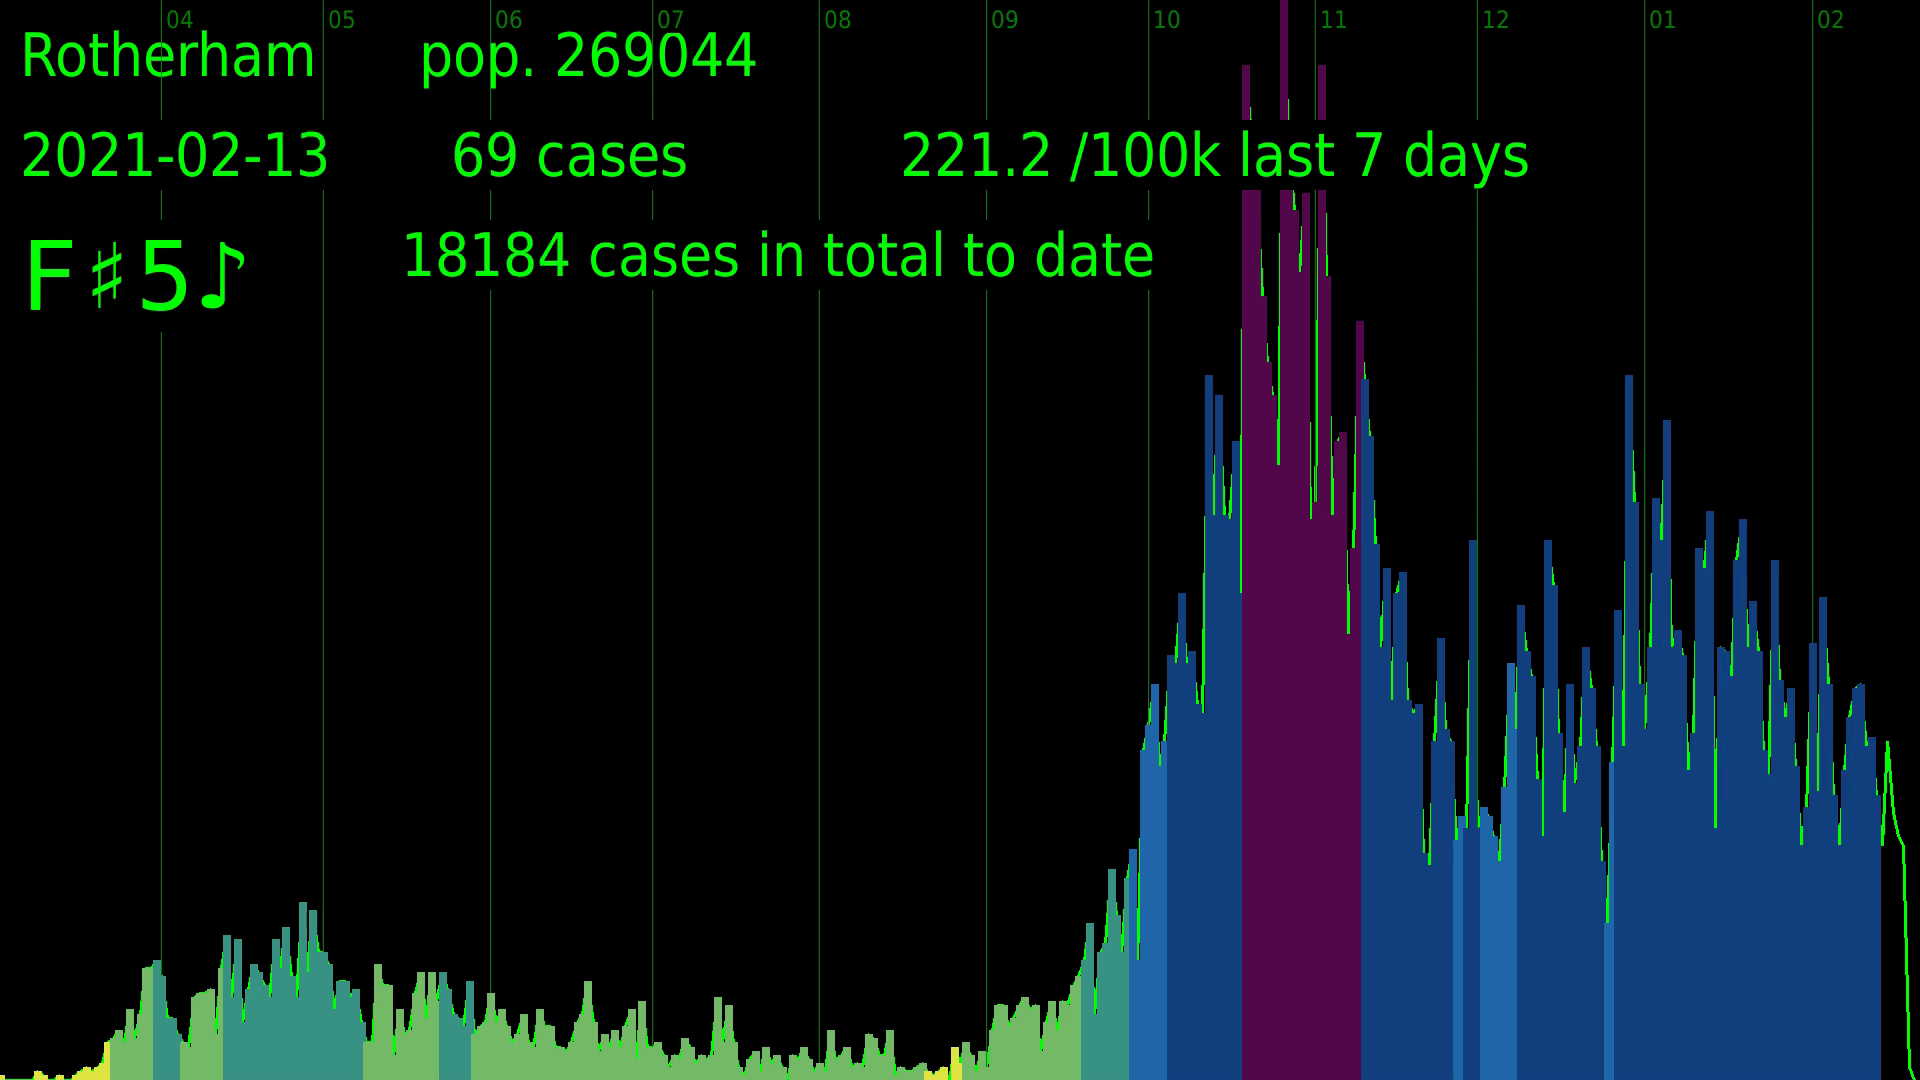 04 05 06 07 08 09 10 11 12 01 02
Rotherham pop. 269044
2021-02-13 69 cases 221.2 /100k last 7 days
F♯5♪ 18184 cases in total to date